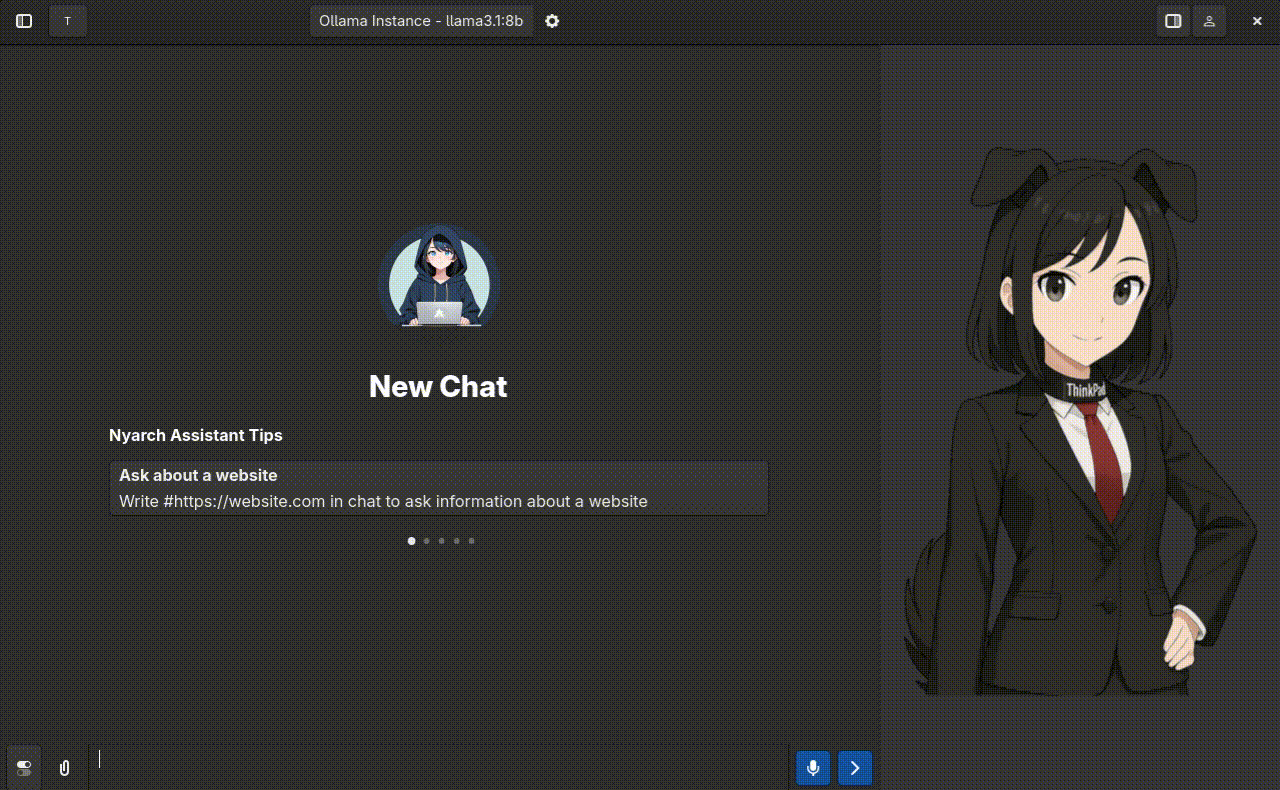 T
Ollama Instance - llama3.1:8b
New Chat
Nyarch Assistant Tips
Ask about a website
Write #https://website.com in chat to ask information about a website
ThinkPad